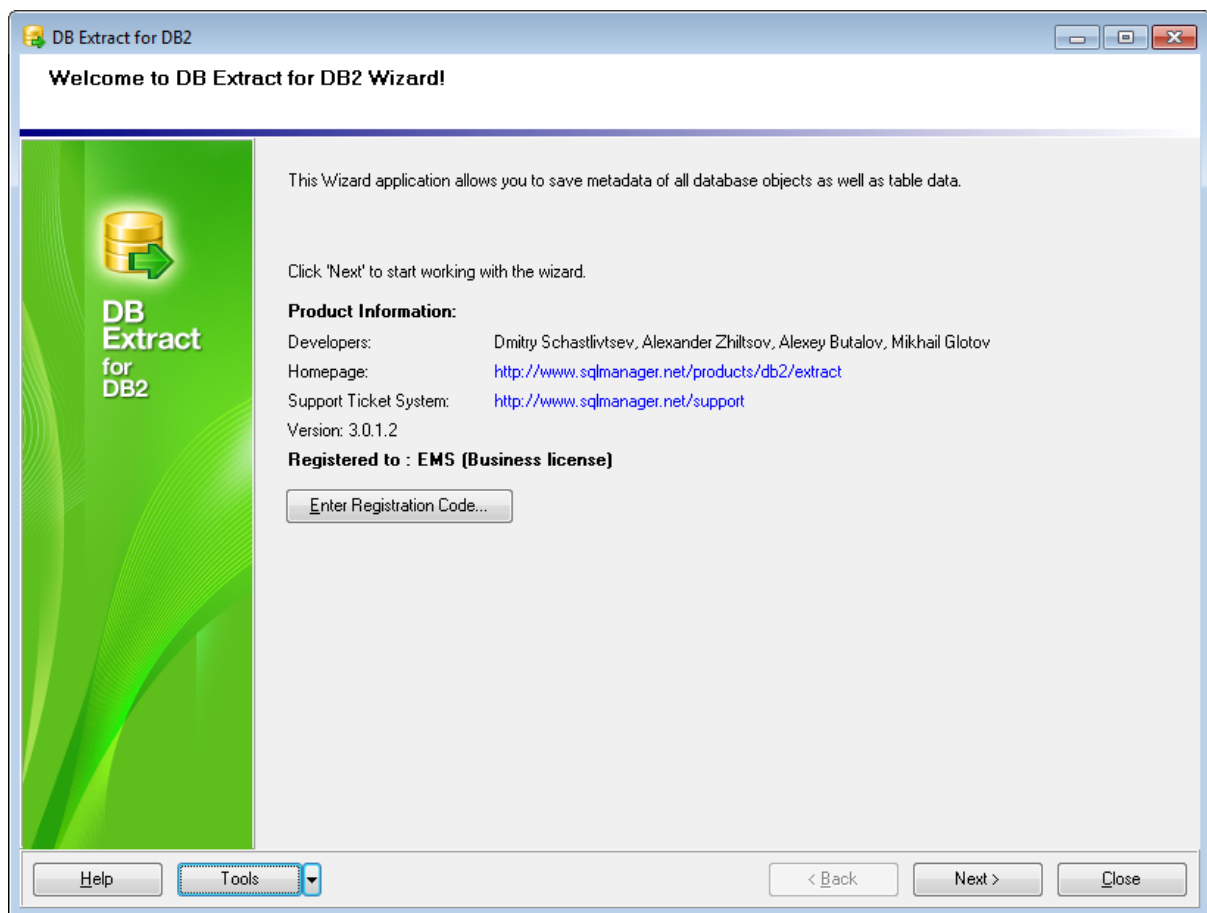 DB Extract for DB2
Welcome to DB Extract for DB2 Wizard!
DB
Extract
for
DB2
This Wizard application allows you to save metadata of all database objects as well as table data.
Click 'Next' to start working with the wizard.
Product Information:
Developers: Dmitry Schastlivtsev, Alexander Zhiltsov, Alexey Butalov, Mikhail Glotov
Homepage: http://www.sqlmanager.net/products/db2/extract
Support Ticket System: http://www.sqlmanager.net/support
Version: 3.0.1.2
Registered to : EMS (Business license)
Enter Registration Code...
Help Tools < Back Next > Close